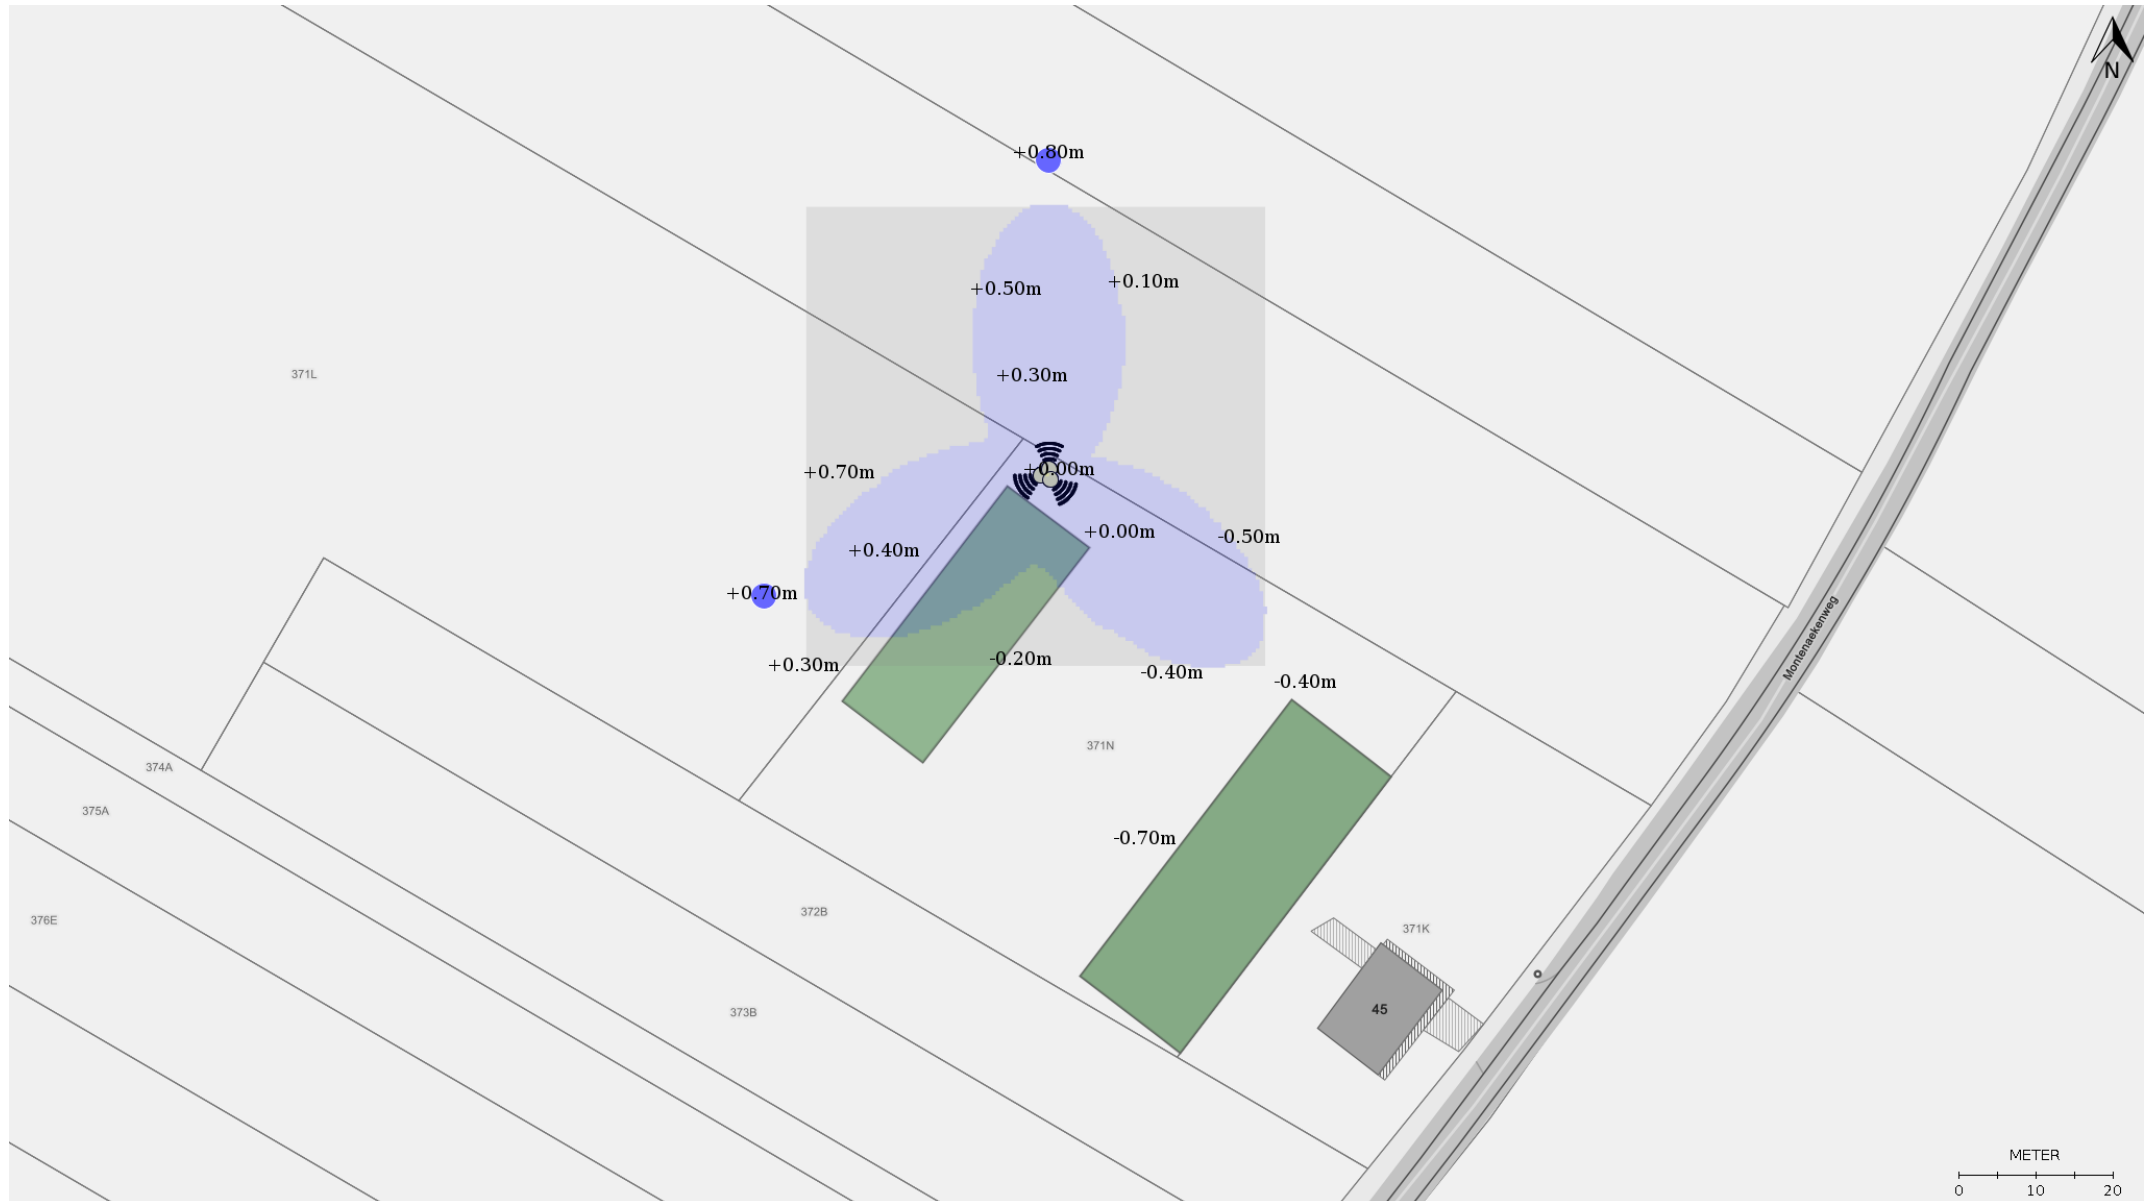 N
+0.80m
+0.50m
+0.10m
+0.30m
371L
+0.70m
+0.00m
+0.00m
-0.50m
+0.40m
+0.70m
+0.30m
-0.20m
-0.40m
-0.40m
Montenaekenweg
371N
374A
375A
-0.70m
372B
376E
371K
373B
45
METER
0 10 20